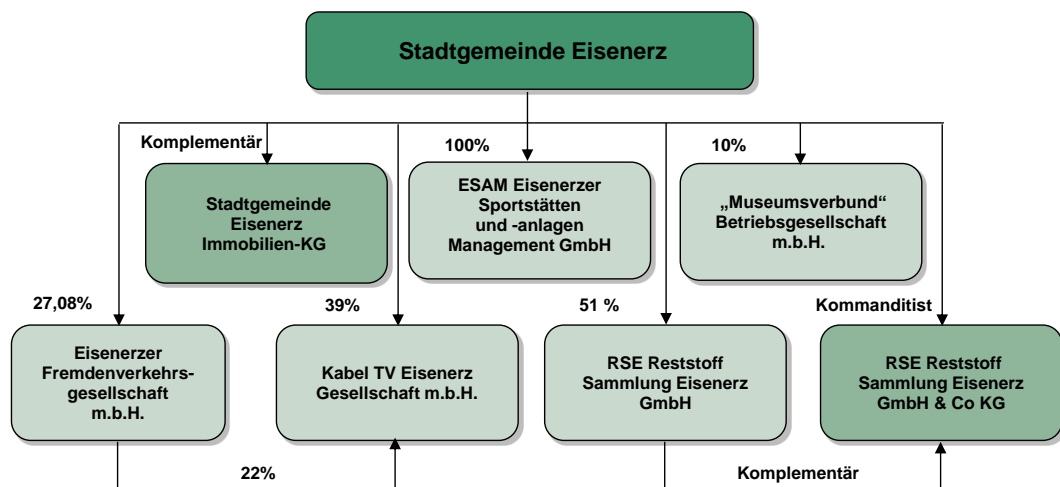 Stadtgemeinde Eisenerz
Komplementär
100%
10%
Stadtgemeinde
Eisenerz
Immobilien-KG
ESAM Eisenerzer
Sportstätten
und -anlagen
Management GmbH
„Museumsverbund“
Betriebsgesellschaft
m.b.H.
27,08%
39%
51 %
Kommanditist
Eisenerzer
Fremdenverkehrs-
gesellschaft
m.b.H.
Kabel TV Eisenerz
Gesellschaft m.b.H.
RSE Reststoff
Sammlung Eisenerz
GmbH
RSE Reststoff
Sammlung Eisenerz
GmbH & Co KG
22%
Komplementär